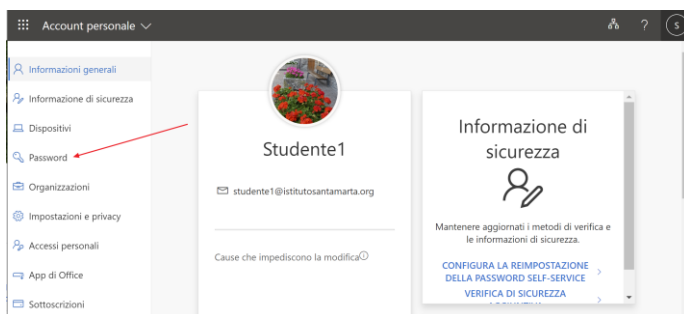 Account personale
?
S
Informazioni generali
Informazione di sicurezza
Dispositivi
Password
Organizzazioni
Impostazioni e privacy
Accessi personali
App di Office
Sottoscrizioni
Studente1
studente1@istitutosantamarta.org
Cause che impediscono la modifica
Informazione di
sicurezza
Mantenere aggiornati i metodi di verifica e
le informazioni di sicurezza.
CONFIGURA LA REIMPOSTAZIONE
DELLA PASSWORD SELF-SERVICE
VERIFICA DI SICUREZZA